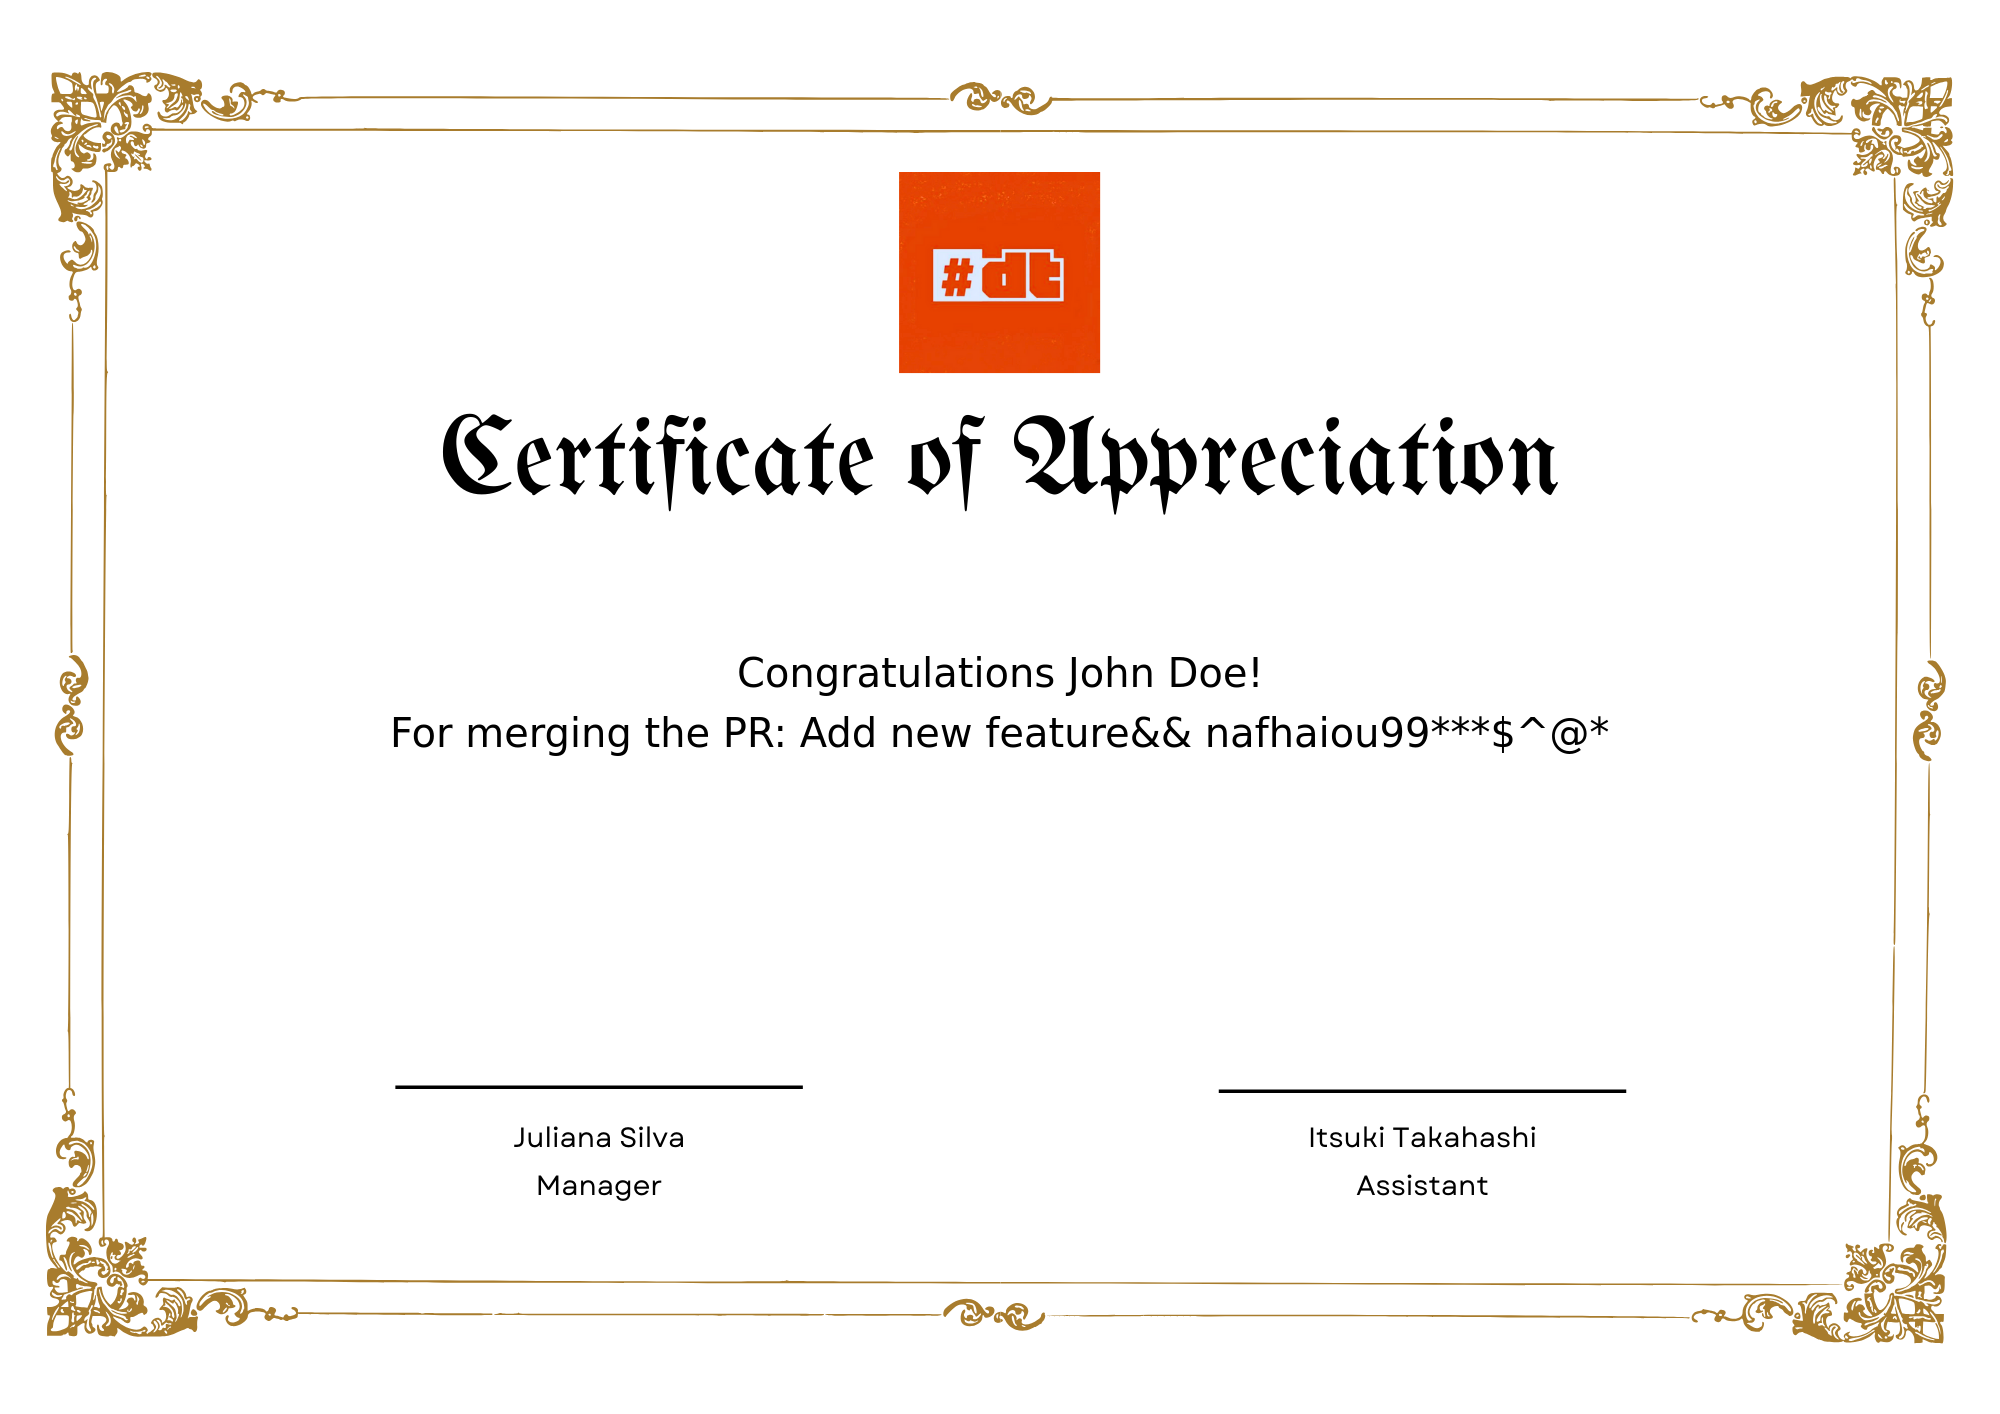 #dt
Certificate of Appreciation
Congratulations John Doe!
For merging the PR: Add new feature&& nafhaiou99***$^@*
Juliana Silva
Manager
Itsuki Takahashi
Assistant